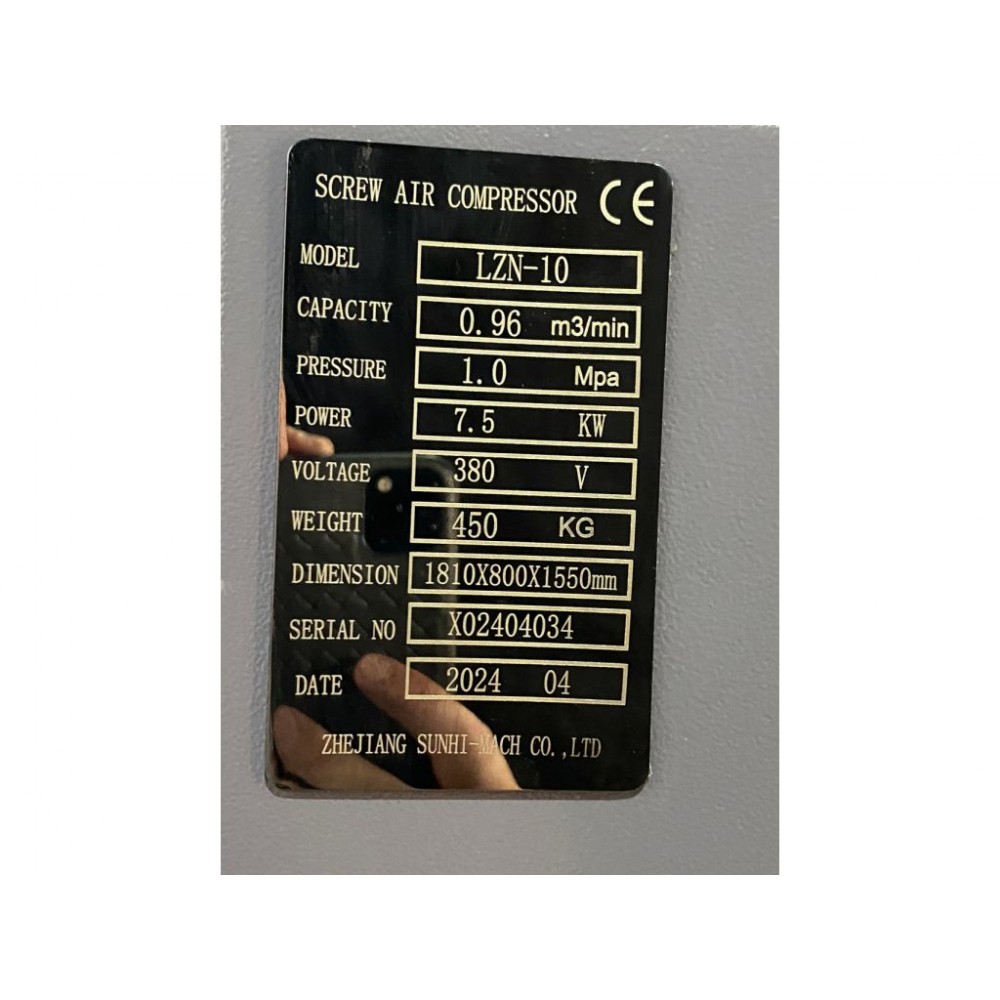 SCREW AIR COMPRESSOR CE
MODEL LZN-10
CAPACITY 0.96 m3/min
PRESSURE 1.0 Mpa
POWER 7.5 KW
VOLTAGE 380 V
WEIGHT 450 KG
DIMENSION 1810X800X1550mm
SERIAL NO X02404034
DATE 2024 04
ZHEJIANG SUNHI-MACH CO.,LTD